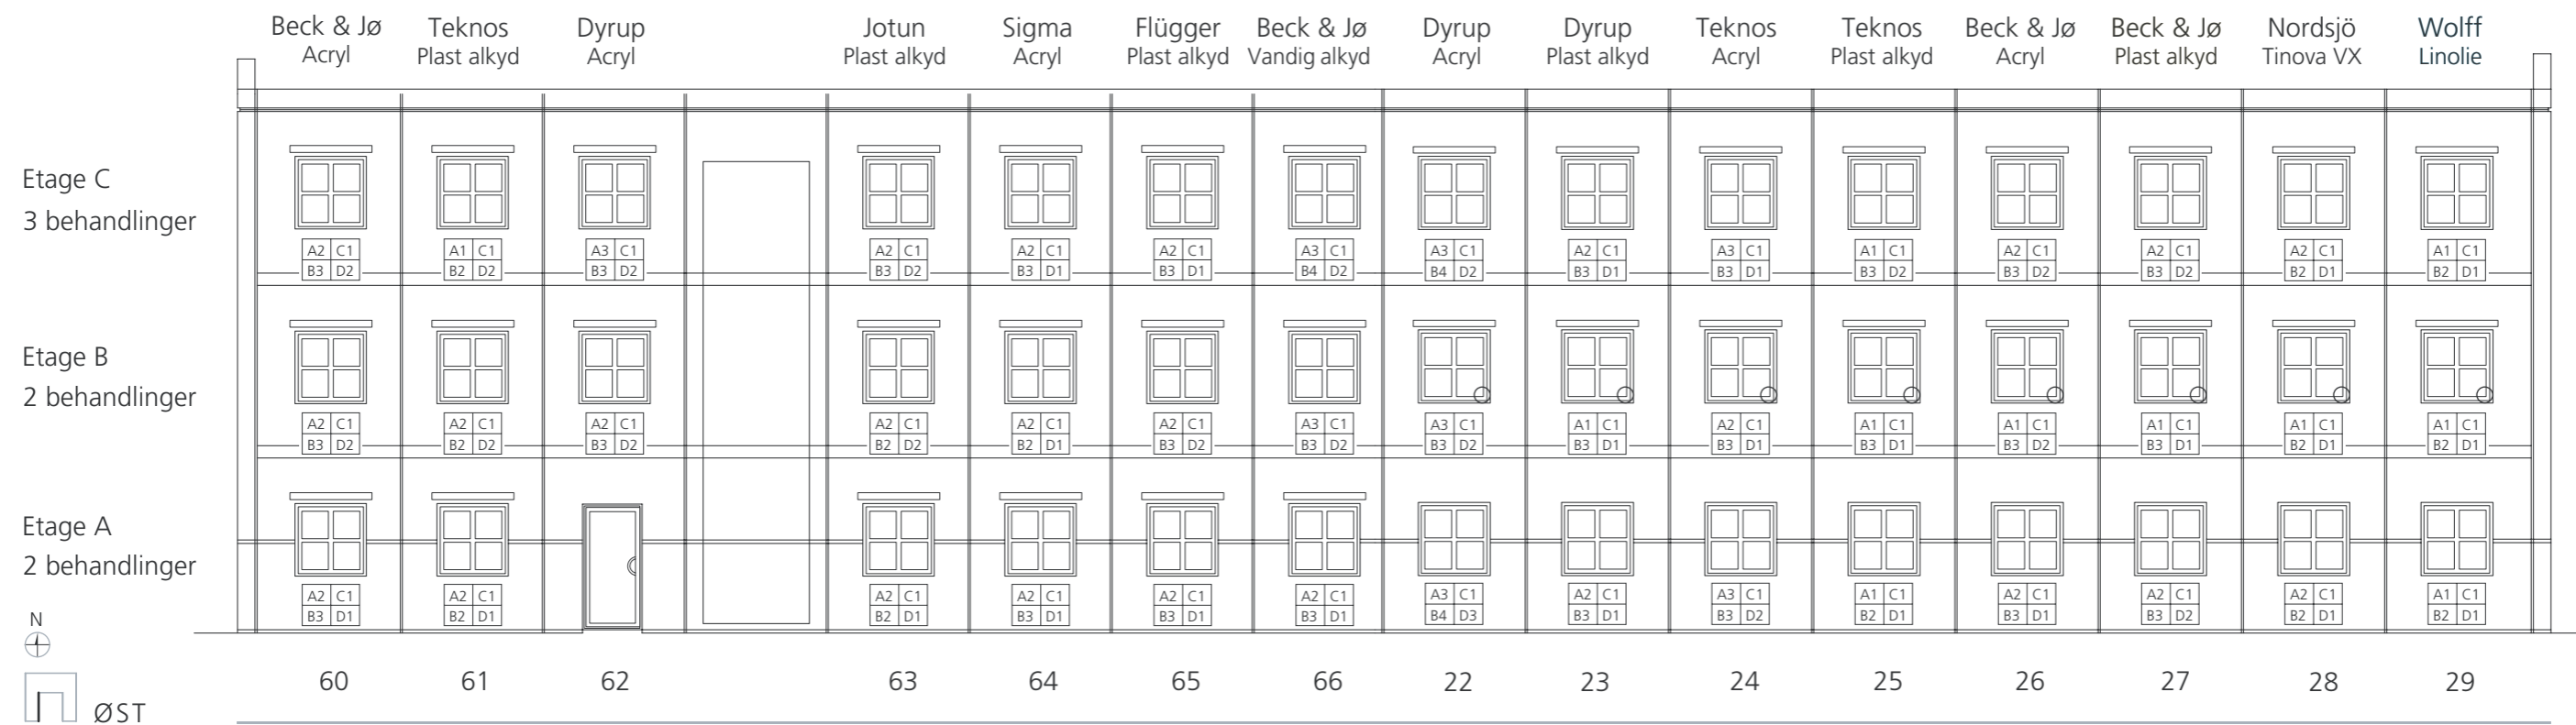 Beck & Jø Teknos Dyrup Jotun Sigma Flügger Beck & Jø Dyrup Dyrup Teknos Teknos Beck & Jø Beck & Jø Nordsjö Wolff
Acryl Plast alkyd Acryl Plast alkyd Acryl Plast alkyd Vandig alkyd Acryl Plast alkyd Acryl Plast alkyd Acryl Plast alkyd Tinova VX Linolie
Etage C
3 behandlinger
A2 C1 A1 C1 A3 C1 A2 C1 A2 C1 A2 C1 A3 C1 A3 C1 A2 C1 A3 C1 A1 C1 A2 C1 A2 C1 A2 C1 A1 C1
B3 D2 B2 D2 B3 D2 B3 D2 B3 D1 B3 D1 B4 D2 B4 D2 B3 D1 B3 D1 B3 D2 B3 D2 B3 D2 B2 D1 B2 D1
Etage B
2 behandlinger
A2 C1 A2 C1 A2 C1 A2 C1 A2 C1 A2 C1 A3 C1 A3 C1 A1 C1 A2 C1 A1 C1 A1 C1 A1 C1 A1 C1 A1 C1
B3 D2 B2 D2 B3 D2 B2 D2 B2 D1 B3 D2 B3 D2 B3 D2 B3 D1 B3 D1 B3 D1 B3 D1 B3 D1 B2 D1 B2 D1
Etage A
2 behandlinger
A2 C1 A2 C1 A2 C1 A2 C1 A2 C1 A2 C1 A3 C1 A2 C1 A3 C1 A1 C1 A2 C1 A2 C1 A2 C1 A1 C1
B3 D1 B2 D1 B2 D1 B3 D1 B3 D1 B3 D1 B4 D3 B3 D1 B3 D2 B2 D1 B3 D1 B3 D2 B2 D1 B2 D1
N
60 61 62 63 64 65 66 22 23 24 25 26 27 28 29
ØST